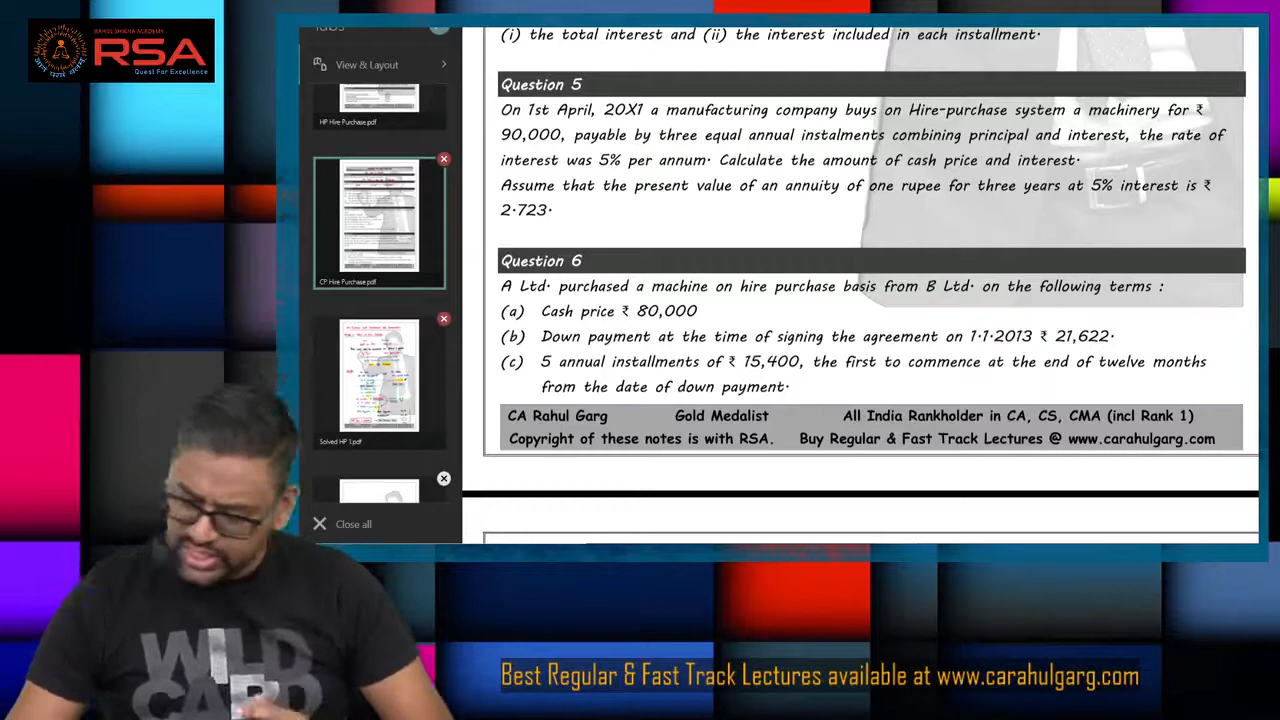 RAHUL SHIKHA ACADEMY
RSA
Quest For Excellence
View & Layout
HP Hire Purchase.pdf
CP Hire Purchase.pdf
Solved HP 1.pdf
Close all
(i) the total interest and (ii) the interest included in each installment.
Question 5
On 1st April, 20X1 a manufacturing company buys on Hire-purchase system a machinery for ₹
90,000, payable by three equal annual instalments combining principal and interest, the rate of
interest was 5% per annum. Calculate the amount of cash price and interest.
Assume that the present value of an annuity of one rupee for three years at 5% interest is ₹
2.723.
Question 6
A Ltd. purchased a machine on hire purchase basis from B Ltd. on the following terms :
(a) Cash price ₹ 80,000
(b) Down payment at the time of signing the agreement on 1.1.2013 ₹ 21,622.
(c) 5 annual instalments of ₹ 15,400, the first to commence at the end of twelve months
from the date of down payment.
CA Rahul Garg Gold Medalist All India Rankholder in CA, CS, CMA (incl Rank 1)
Copyright of these notes is with RSA. Buy Regular & Fast Track Lectures @ www.carahulgarg.com
WILD
CARD
Best Regular & Fast Track Lectures available at www.carahulgarg.com